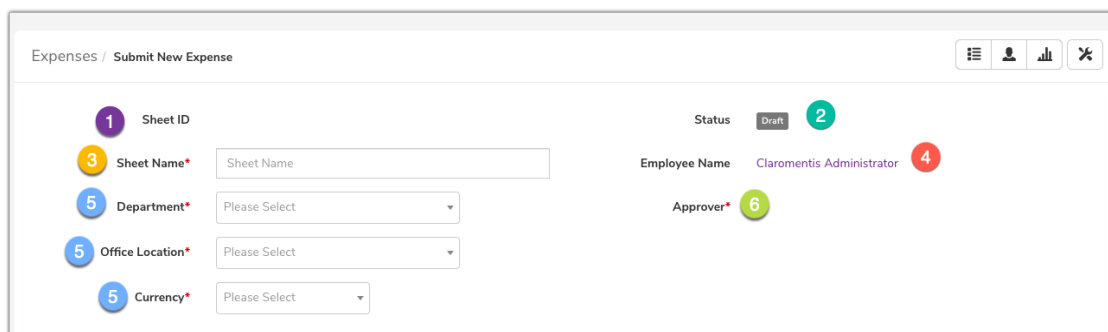 Expenses / Submit New Expense
1 Sheet ID Status Draft 2
3 Sheet Name* Sheet Name Employee Name Claromentis Administrator 4
5 Department* Please Select Approver* 6
5 Office Location* Please Select
5 Currency* Please Select